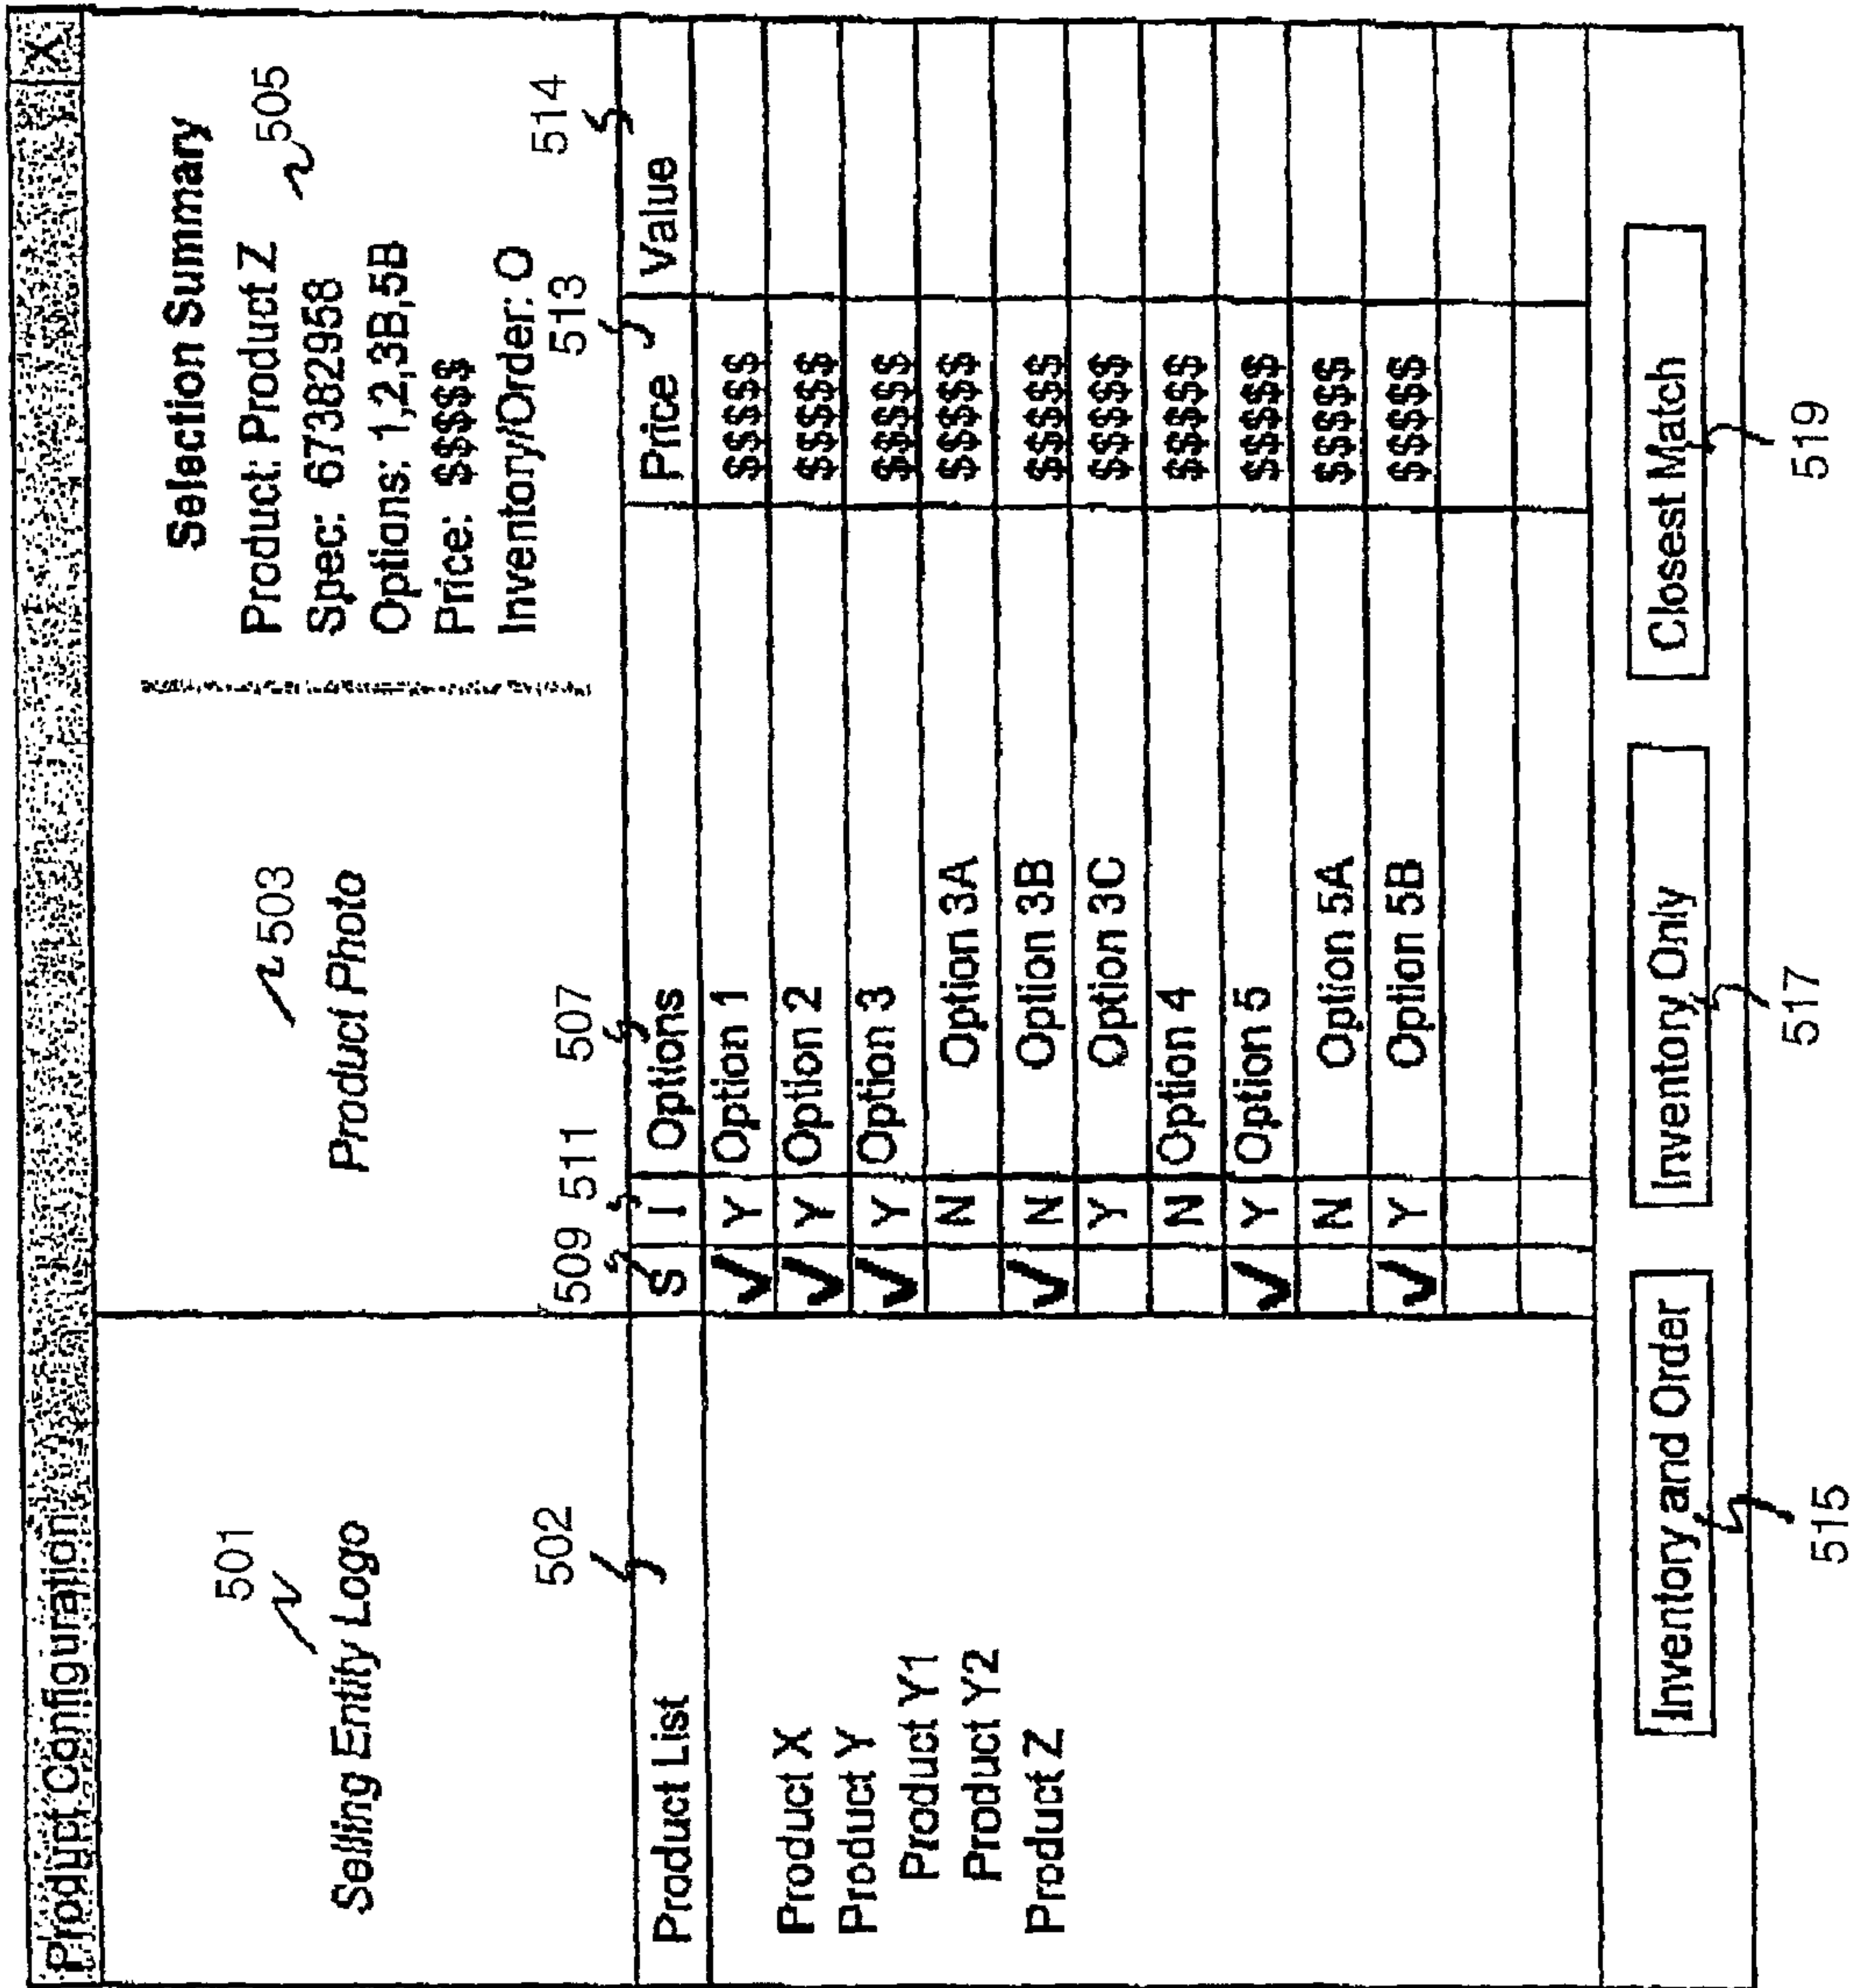 Product Configuration X
501
Selling Entity Logo
503
Product Photo
Selection Summary
Product: Product Z
505
Spec: 67382958
Options: 1,2,3B,5B
Price: $$$$$
Inventory/Order: O
502
509 511 507 513 514
Product List
Product X
Product Y
Product Y1
Product Y2
Product Z
S I Options Price Value
✓ Y Option 1 $$$$$
✓ Y Option 2 $$$$$
✓ Y Option 3 $$$$$
N Option 3A $$$$$
✓ N Option 3B $$$$$
Y Option 3C $$$$$
N Option 4 $$$$$
✓ Y Option 5 $$$$$
N Option 5A $$$$$
✓ Y Option 5B $$$$$
Inventory and Order
Inventory Only
Closest Match
515
517
519